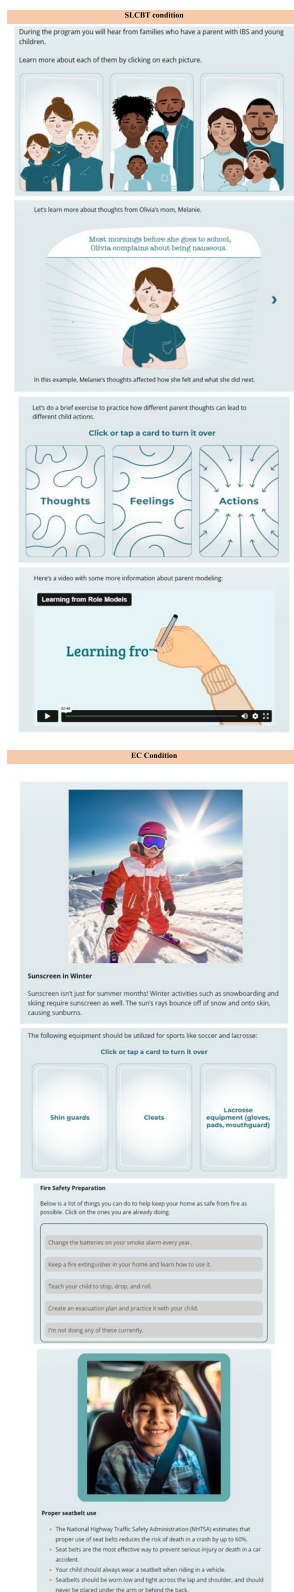 SLCBT condition
During the program you will hear from families who have a parent with IBS and young
children.
Learn more about each of them by clicking on each picture.
Let's learn more about thoughts from Olivia's mom, Melanie.
Most mornings before she goes to school,
Olivia complains about being nauseous.
In this example, Melanie's thoughts affected how she felt and what she did next.
Let's do a brief exercise to practice how different parent thoughts can lead to
different child actions.
Click or tap a card to turn it over
Thoughts
Feelings
Actions
Here's a video with some more information about parent modeling:
Learning from Role Models
Learning fro
02:46
EC Condition
Sunscreen in Winter
Sunscreen isn't just for summer months! Winter activities such as snowboarding and
skiing require sunscreen as well. The sun's rays bounce off of snow and onto skin,
causing sunburns.
The following equipment should be utilized for sports like soccer and lacrosse:
Click or tap a card to turn it over
Shin guards
Cleats
Lacrosse
equipment (gloves,
pads, mouthguard)
Fire Safety Preparation
Below is a list of things you can do to help keep your home as safe from fire as
possible. Click on the ones you are already doing.
Change the batteries on your smoke alarm every year.
Keep a fire extinguisher in your home and learn how to use it.
Teach your child to stop, drop, and roll.
Create an evacuation plan and practice it with your child.
I'm not doing any of these currently.
Proper seatbelt use
The National Highway Traffic Safety Administration (NHTSA) estimates that
proper use of seat belts reduces the risk of death in a crash by up to 60%.
Seat belts are the most effective way to prevent serious injury or death in a car
accident.
Your child should always wear a seatbelt when riding in a vehicle.
Seatbelts should be worn low and tight across the lap and shoulder, and should
never be placed under the arm or behind the back.